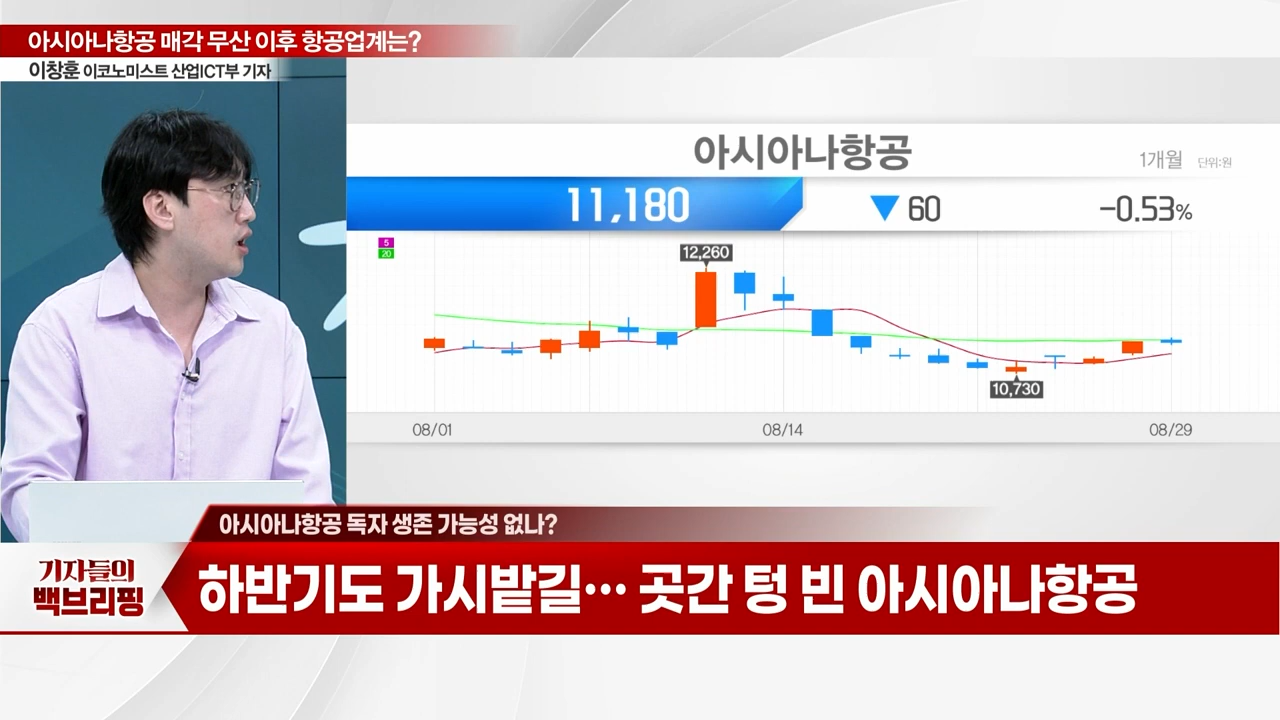 아시아나항공 매각 무산 이후 항공업계는?
이창훈 이코노미스트 산업ICT부 기자
아시아나항공
1개월 단위:원
11,180 ▼60 -0.53%
5
20
12,260
10,730
08/01 08/14 08/29
아시아나항공 독자 생존 가능성 없나?
기자들의
백브리핑
하반기도 가시밭길… 곳간 텅 빈 아시아나항공